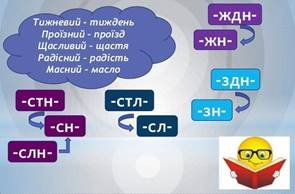 Тижневий - тиждень
Проїзний - проїзд
Щасливий - щастя
Радісний - радість
Масний - масло
-ждн-
-жн-
-здн-
-зн-
-стн-
-сн-
-слн-
-стл-
-сл-